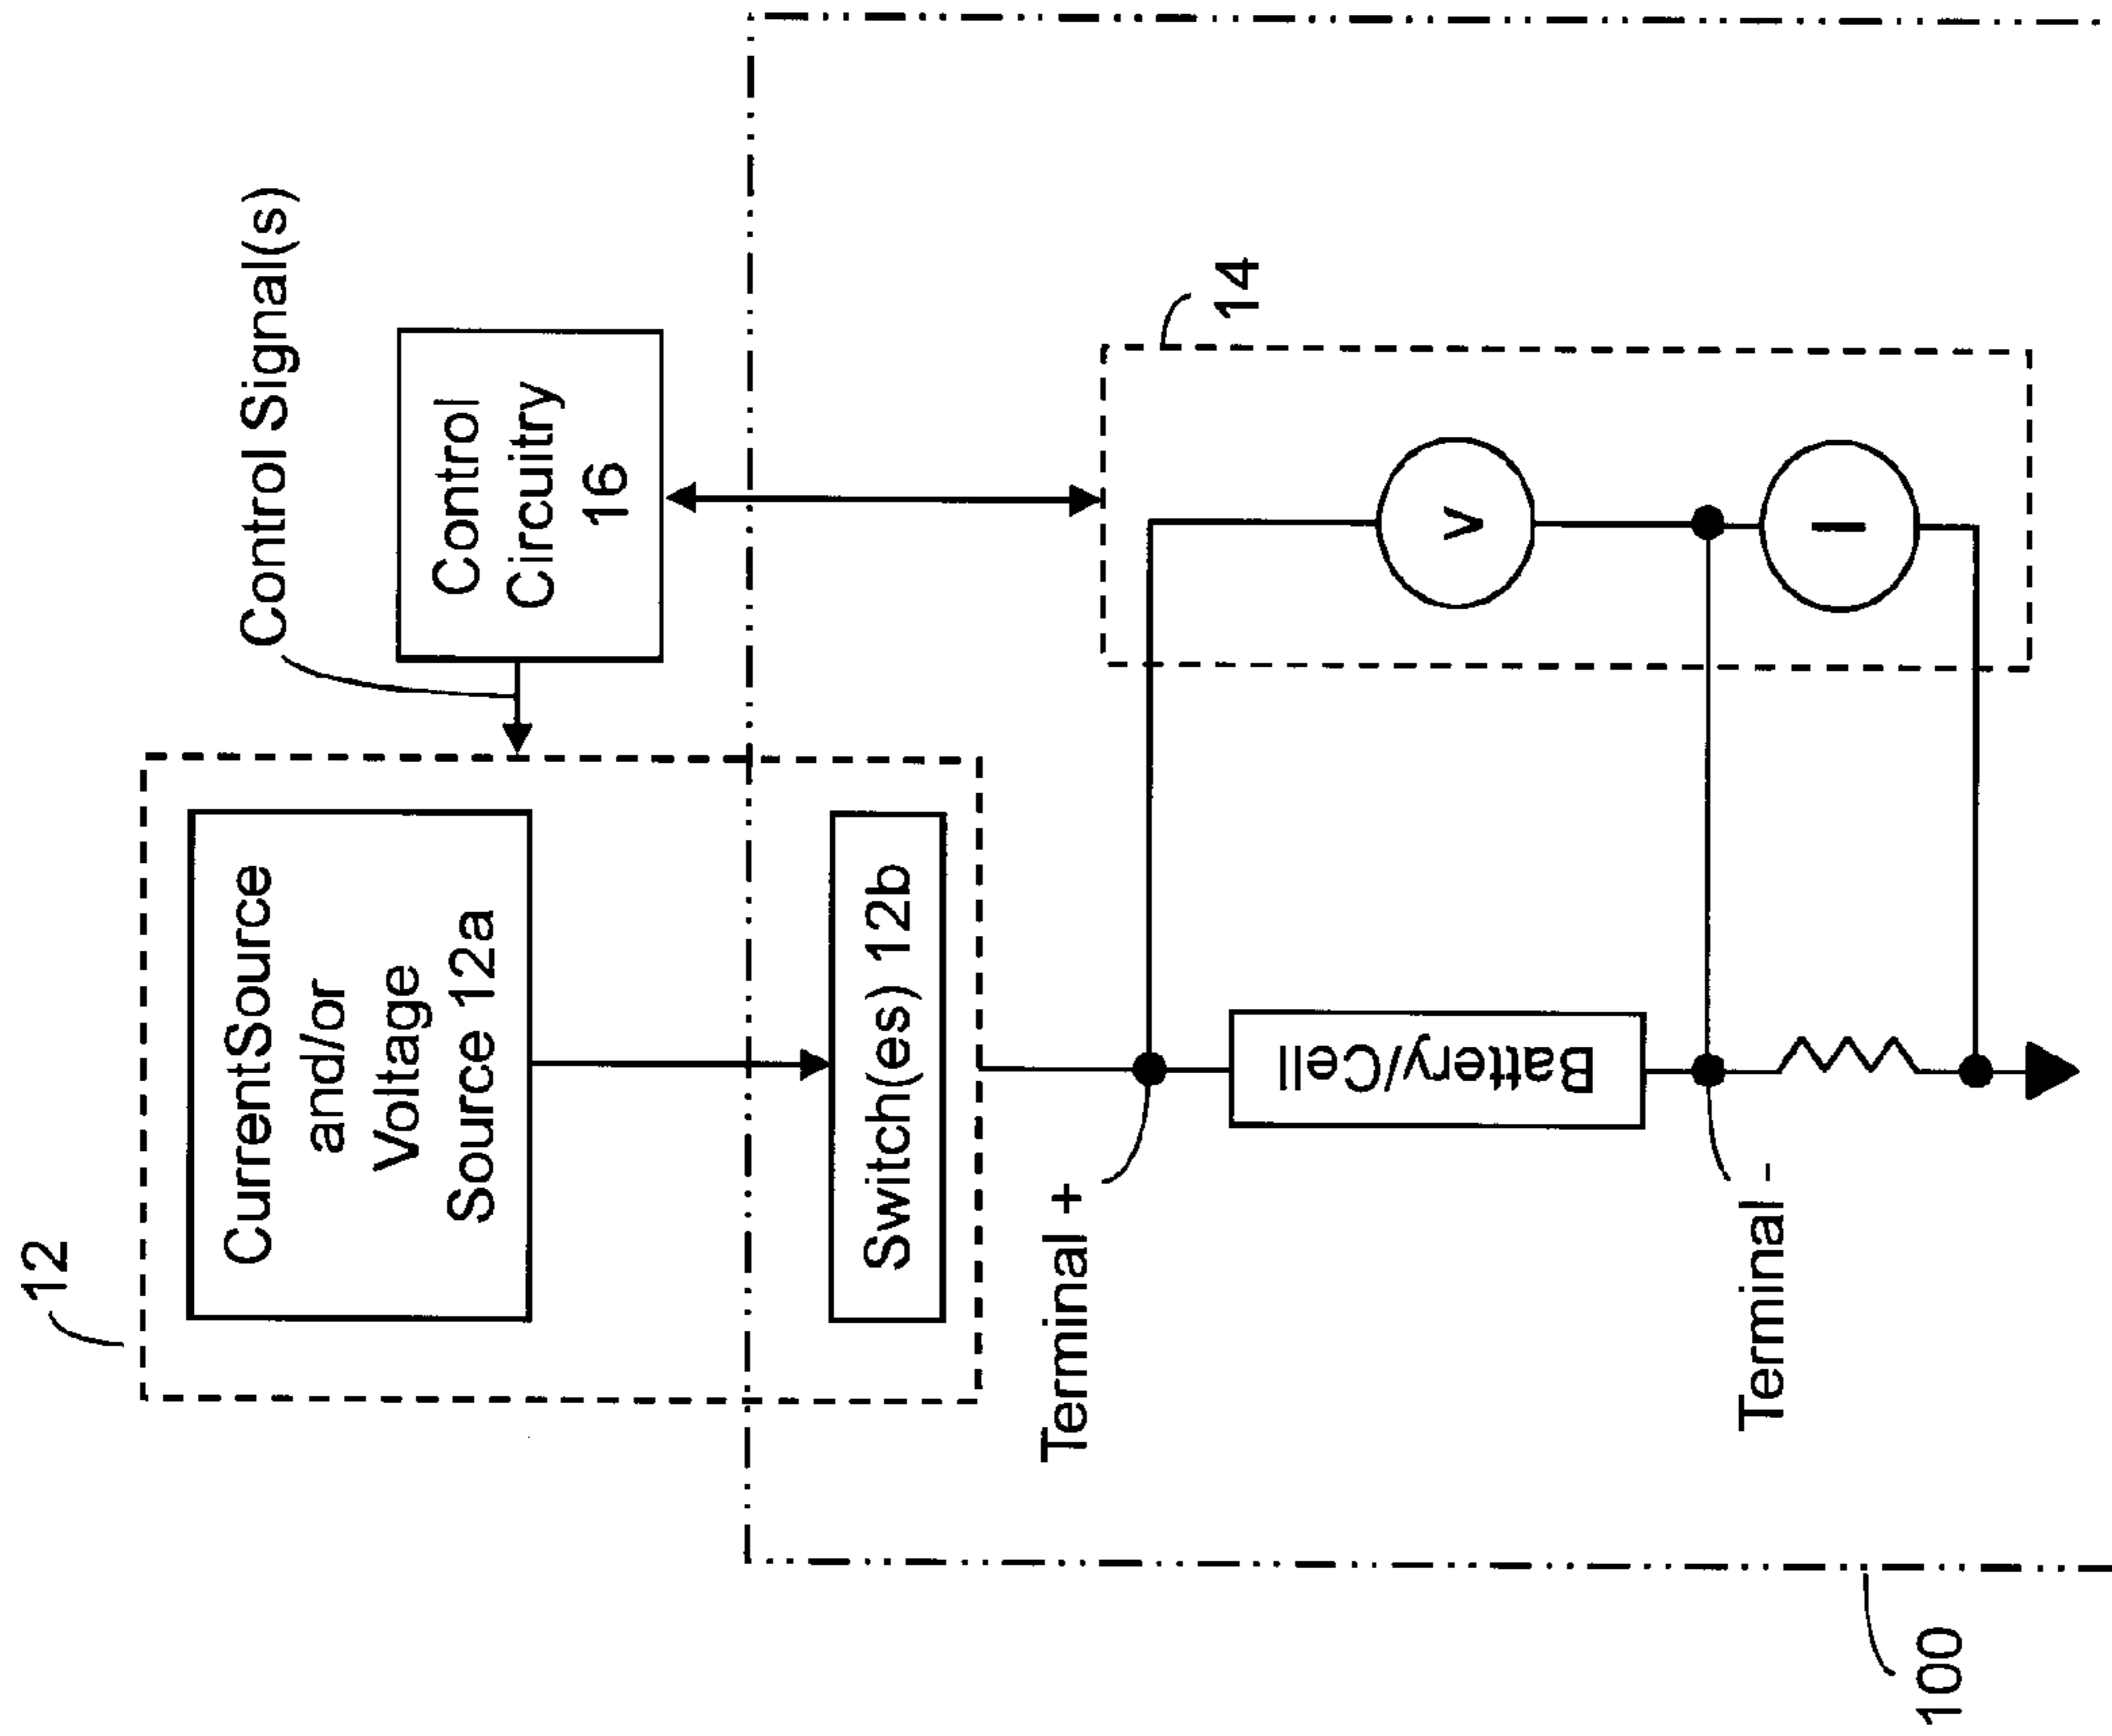 12
CurrentSource
and/or
Voltage
Source 12a
Switch(es) 12b
Control Signal(s)
Control
Circuitry
16
14
Terminal +
Battery/Cell
Terminal -
V
I
100